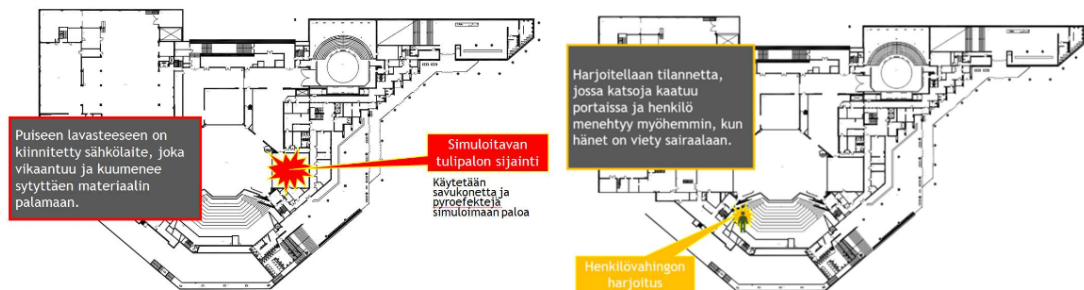 Puiseen lavasteeseen on
kiinnitetty sähkölaite, joka
vikaantuu ja kuumenee
sytyttäen materiaalin
palamaan.
Simuloitavan
tulipalon sijainti
Käytetään
savukonetta ja
pyroefektejä
simuloimaan paloa
Harjoitellaan tilannetta,
jossa katsoja kaatuu
portaissa ja henkilö
menehtyy myöhemmin, kun
hänet on viety sairaalaan.
Henkilövahingon
harjoitus